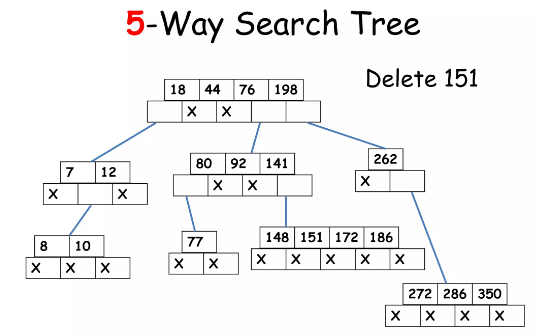 5-Way Search Tree
Delete 151
18 44 76 198
X X
7 12
X X
80 92 141
X X
262
X
8 10
X X X
77
X X
148 151 172 186
X X X X X
272 286 350
X X X X